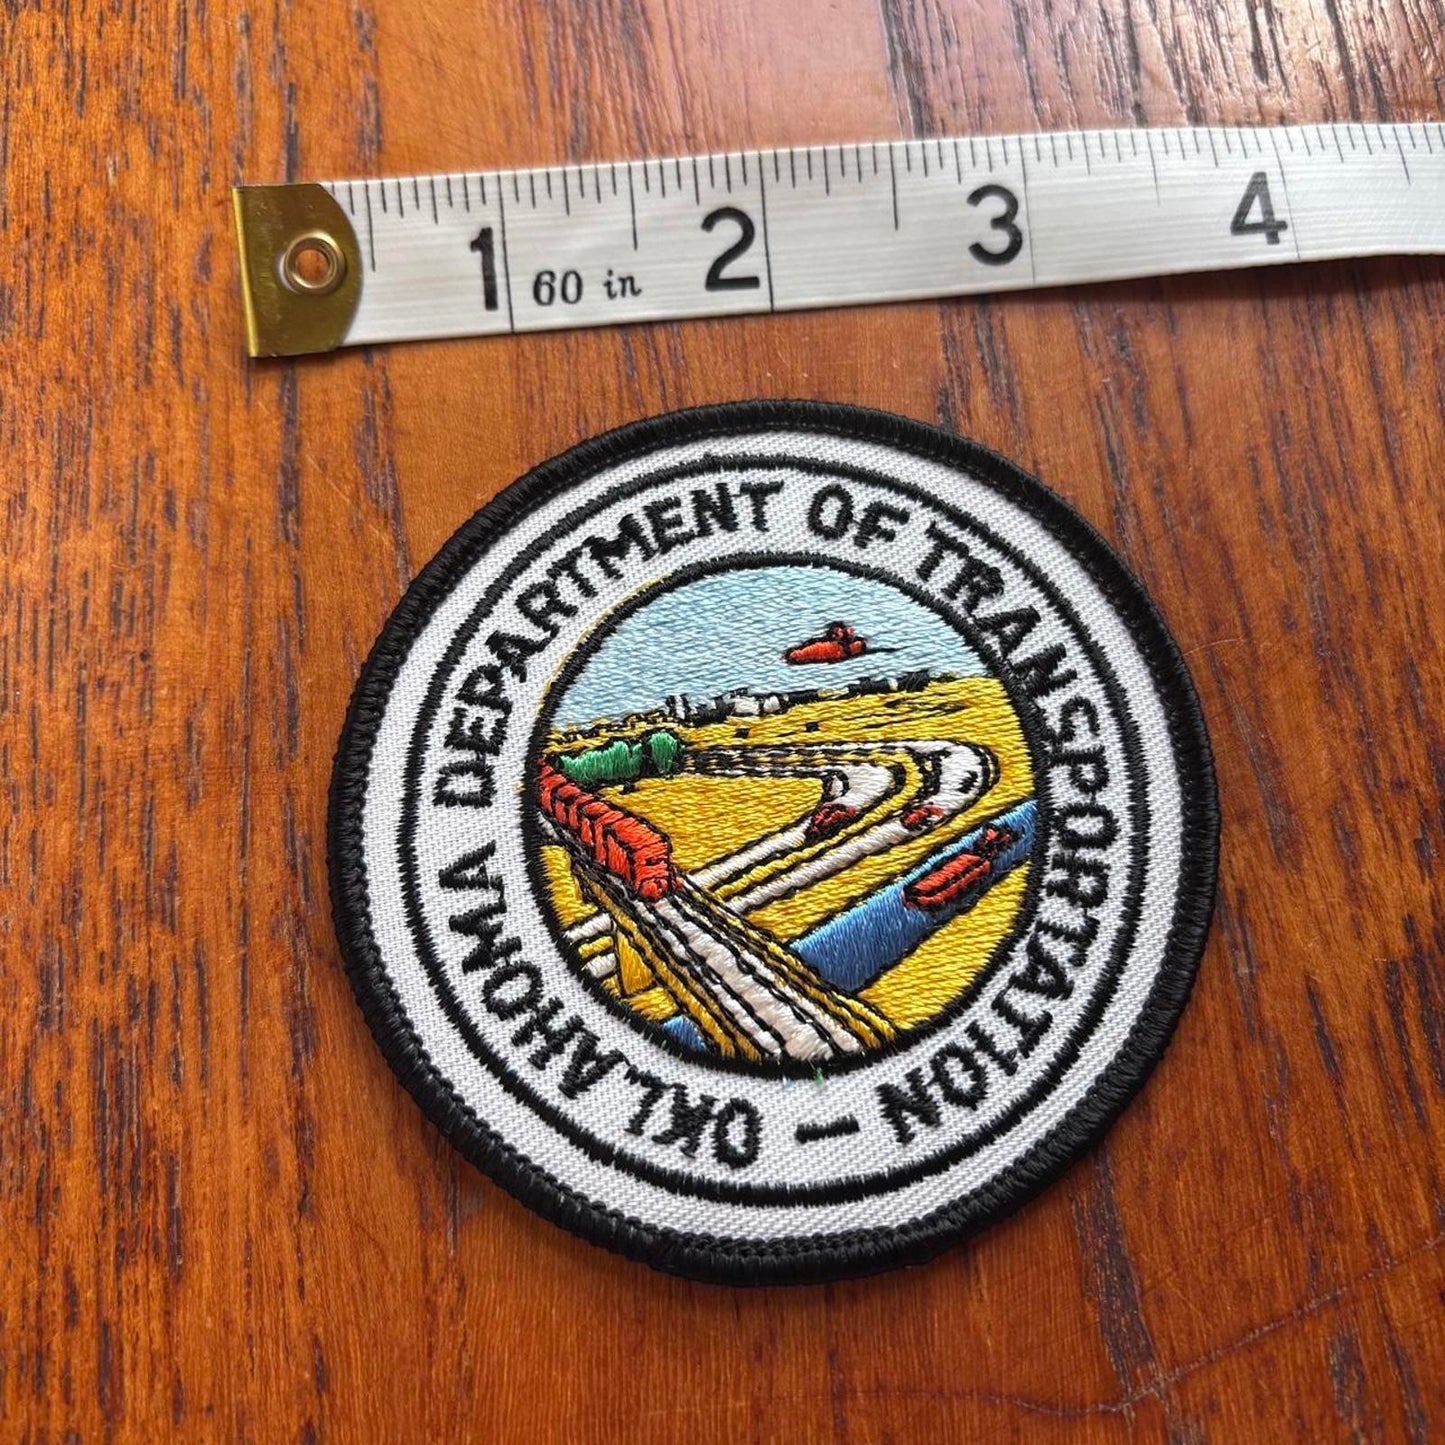 1 60 in 2 3 4
OKLAHOMA DEPARTMENT OF TRANSPORTATION –